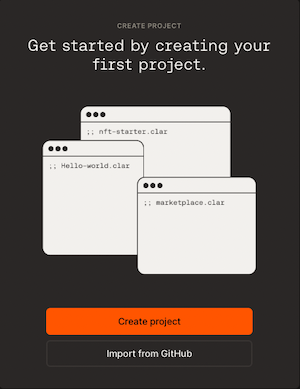 CREATE PROJECT
Get started by creating your
first project.
;; nft-starter.clar
;; Hello-world.clar
;; marketplace.clar
Create project
Import from GitHub